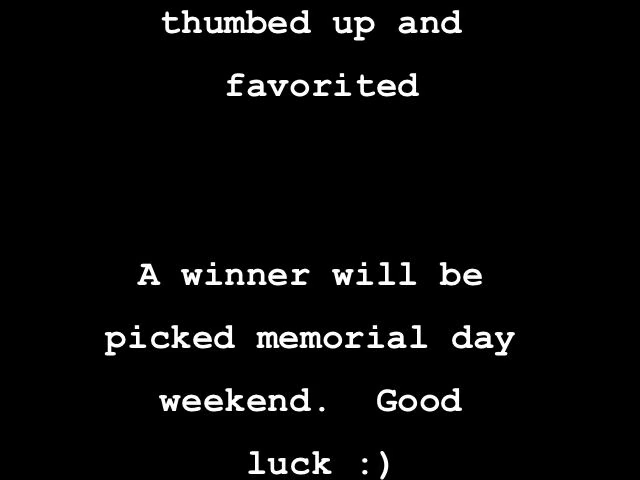 thumbed up and
favorited
A winner will be
picked memorial day
weekend.  Good
luck :)